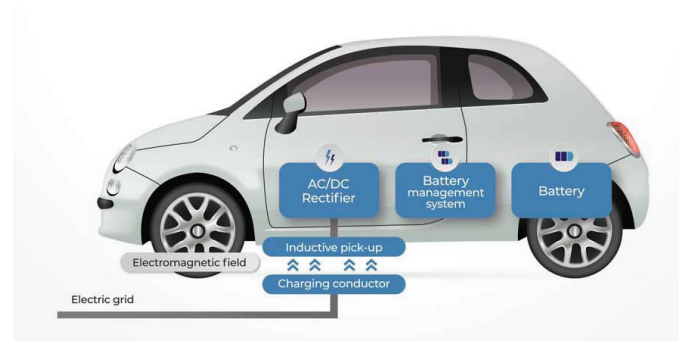 AC/DC
Rectifier
Battery
management
system
Battery
Inductive pick-up
Electromagnetic field
Charging conductor
Electric grid